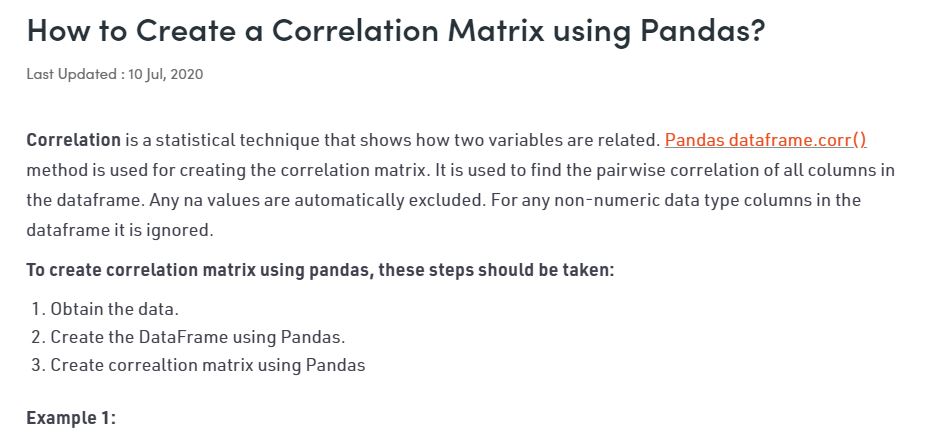 How to Create a Correlation Matrix using Pandas?
Last Updated : 10 Jul, 2020
Correlation is a statistical technique that shows how two variables are related. Pandas dataframe.corr()
method is used for creating the correlation matrix. It is used to find the pairwise correlation of all columns in
the dataframe. Any na values are automatically excluded. For any non-numeric data type columns in the
dataframe it is ignored.
To create correlation matrix using pandas, these steps should be taken:
1. Obtain the data.
2. Create the DataFrame using Pandas.
3. Create correaltion matrix using Pandas
Example 1: